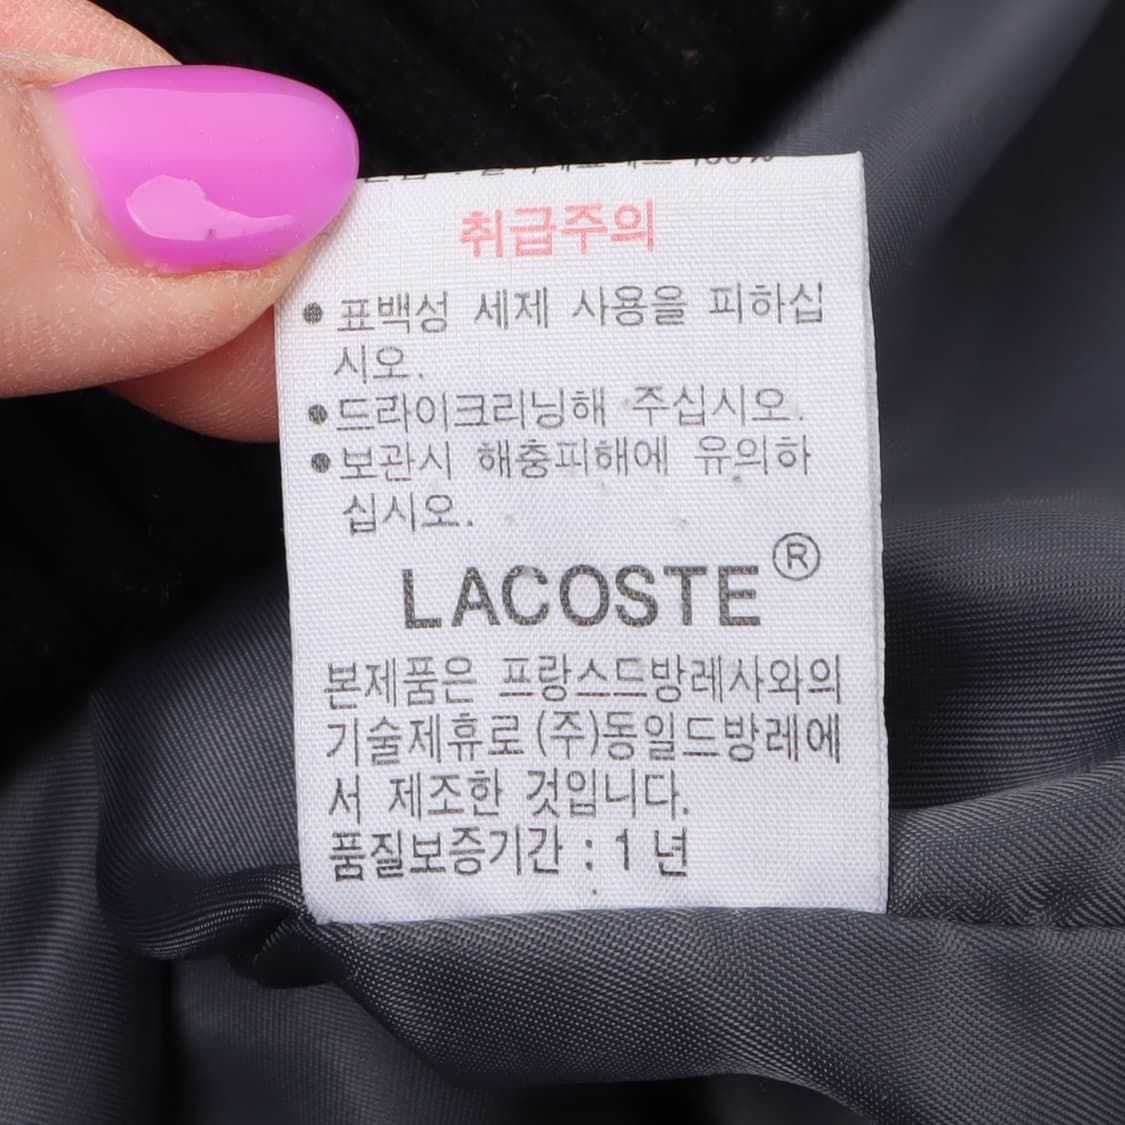 취급주의
● 표백성 세제 사용을 피하십
시오.
● 드라이크리닝해 주십시오.
● 보관시 해충피해에 유의하
십시오.
LACOSTE®
본제품은 프랑스드방레사와의
기술제휴로 (주)동일드방레에
서 제조한 것입니다.
품질보증기간 : 1 년